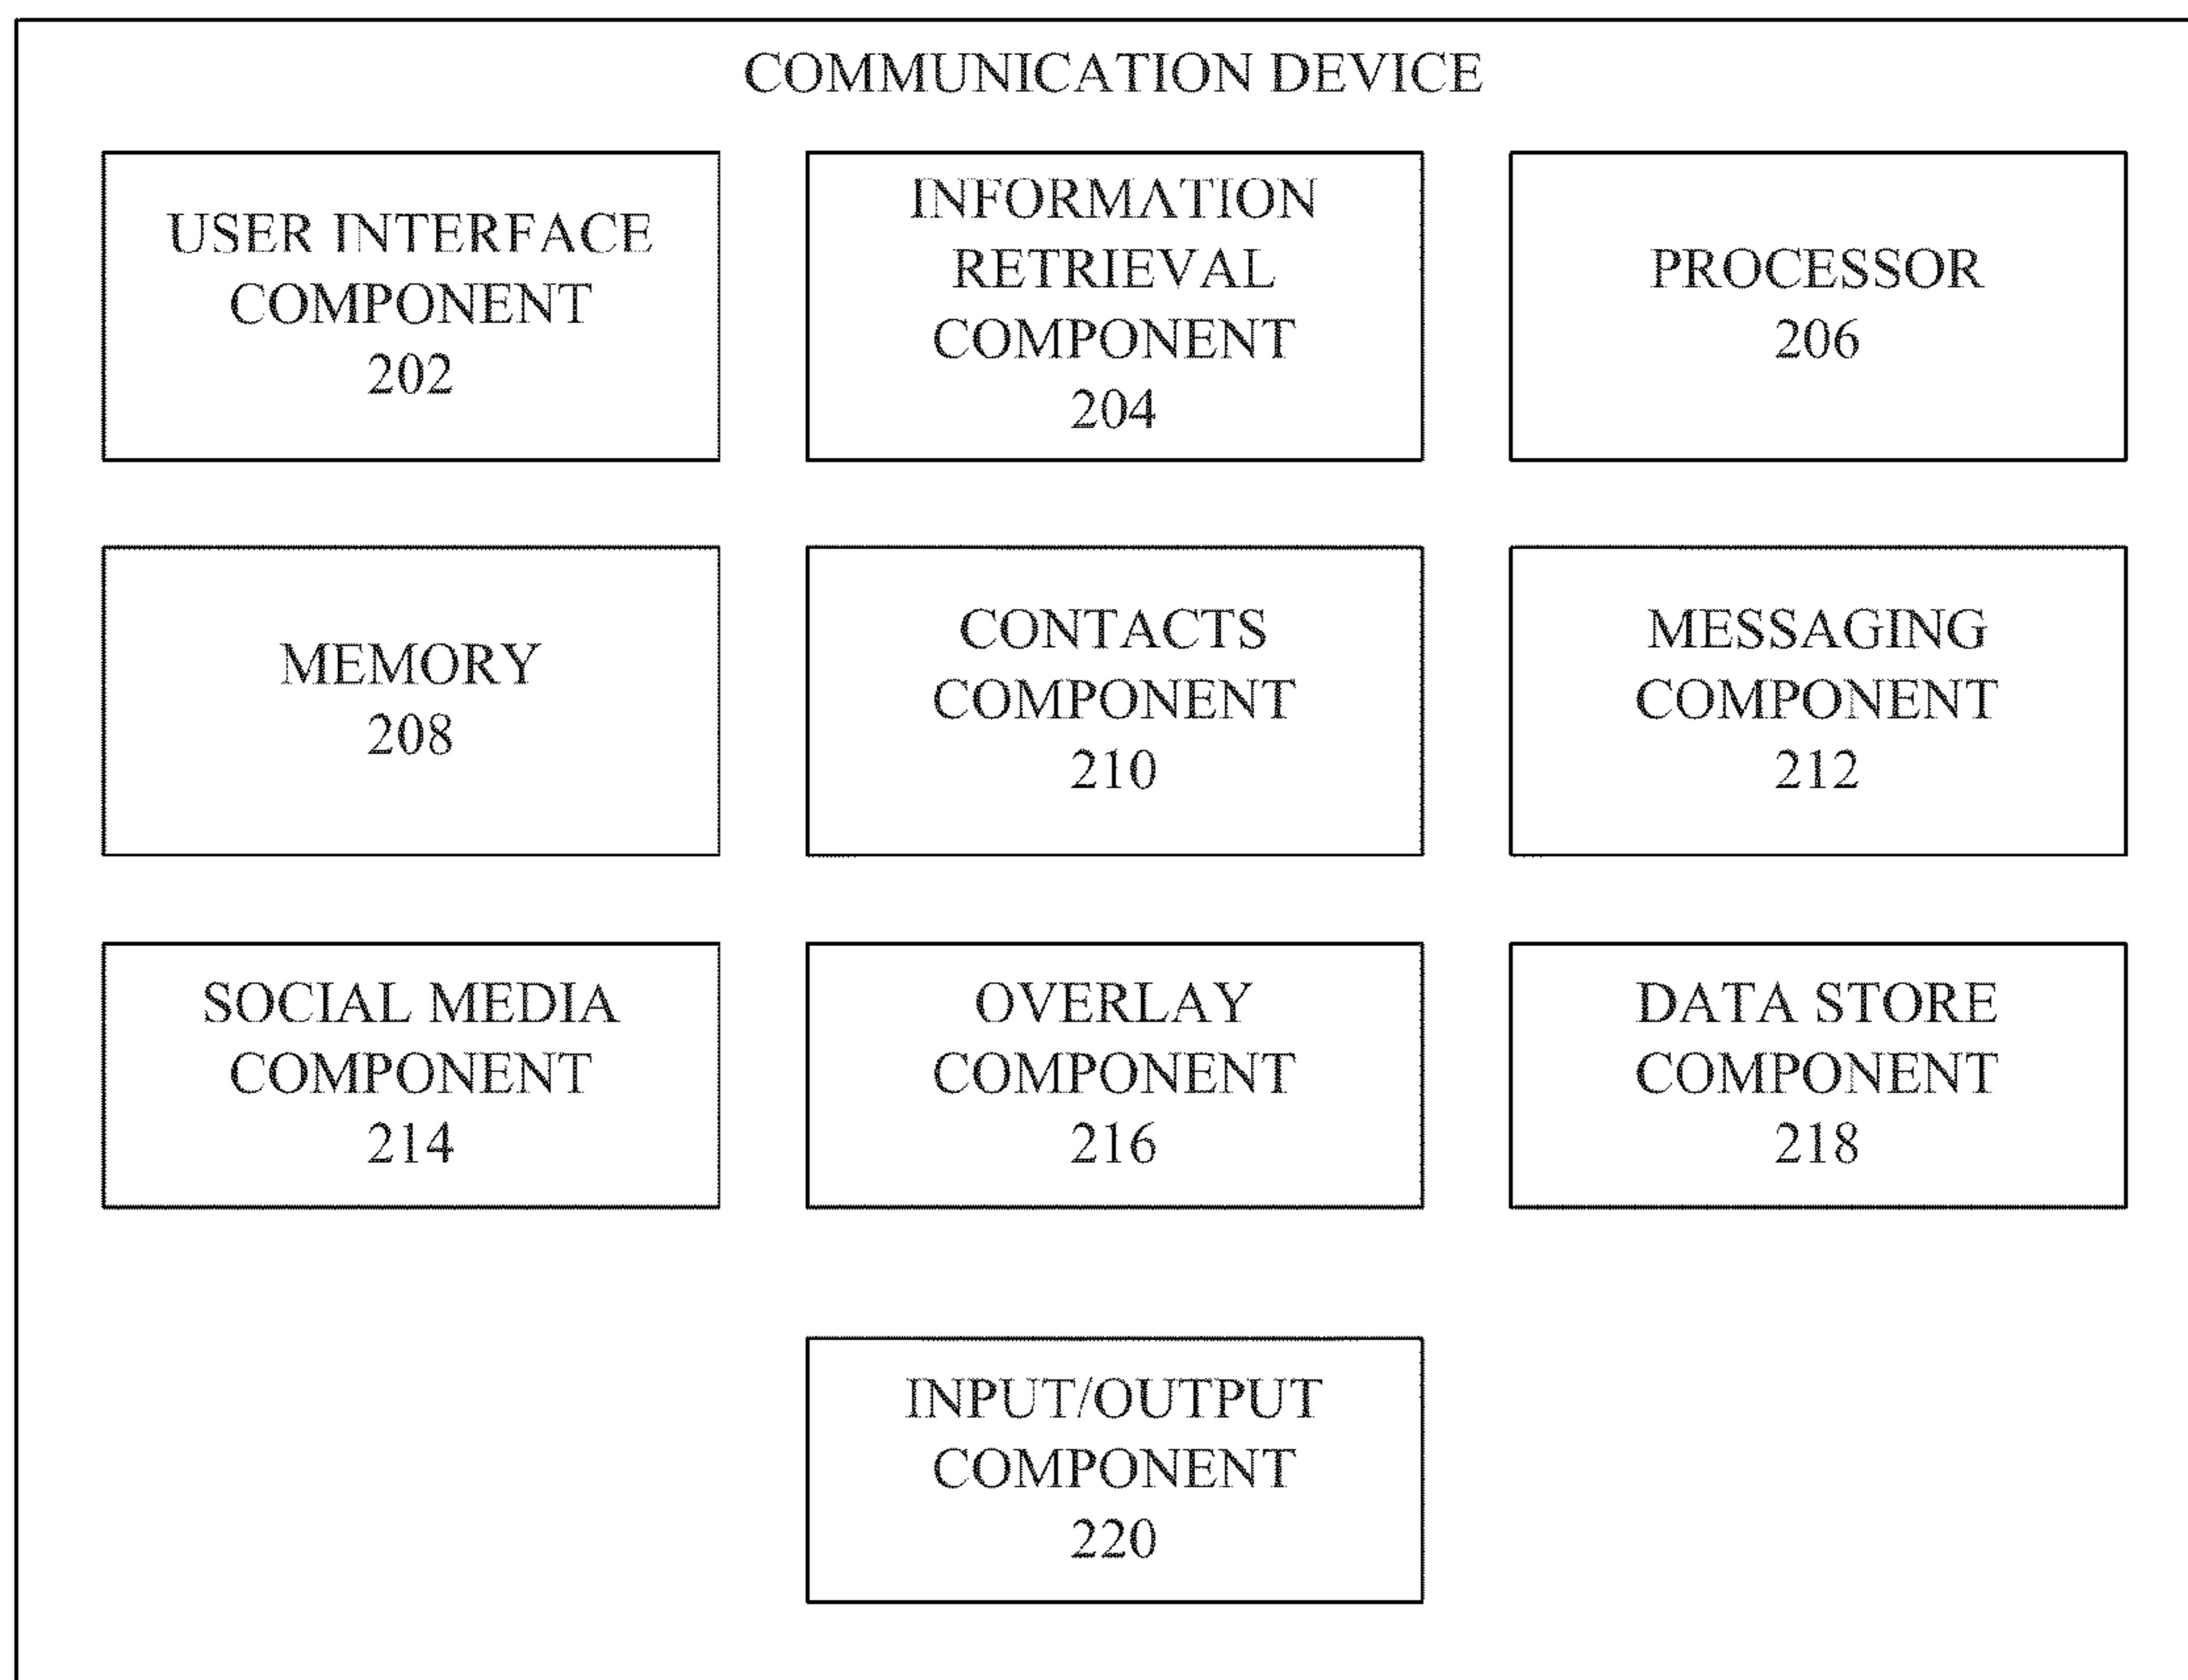 COMMUNICATION DEVICE
USER INTERFACE
COMPONENT
202
INFORMATION
RETRIEVAL
COMPONENT
204
PROCESSOR
206
MEMORY
208
CONTACTS
COMPONENT
210
MESSAGING
COMPONENT
212
SOCIAL MEDIA
COMPONENT
214
OVERLAY
COMPONENT
216
DATA STORE
COMPONENT
218
INPUT/OUTPUT
COMPONENT
220